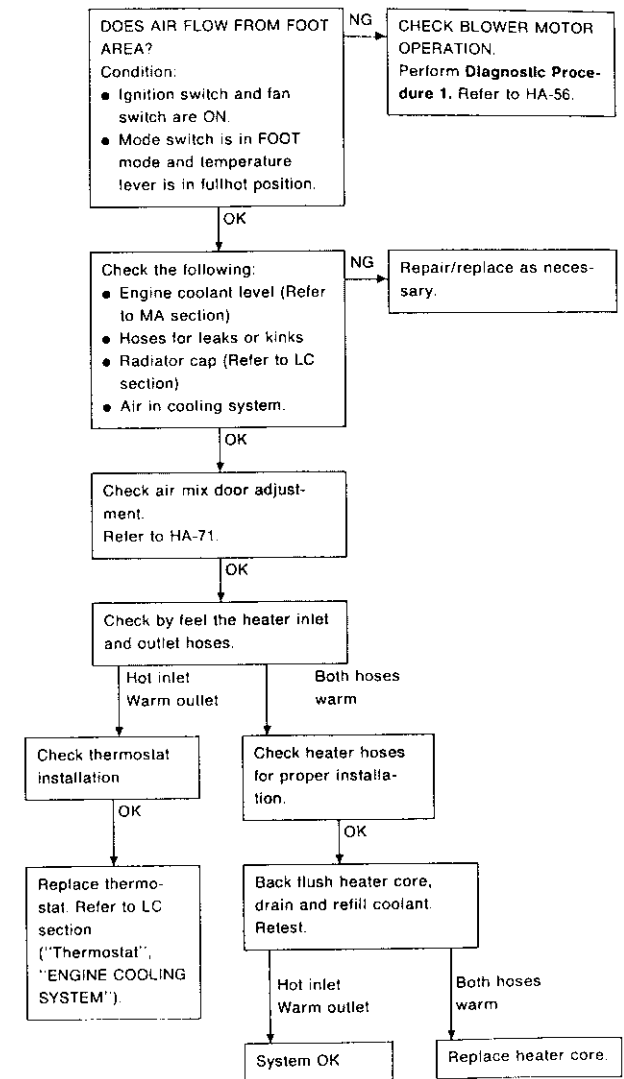 DOES AIR FLOW FROM FOOT
AREA?
Condition:
● Ignition switch and fan
switch are ON.
● Mode switch is in FOOT
mode and temperature
lever is in fullhot position.
NG
CHECK BLOWER MOTOR
OPERATION.
Perform Diagnostic Proce-
dure 1. Refer to HA-56.
OK
Check the following:
● Engine coolant level (Refer
to MA section)
● Hoses for leaks or kinks
● Radiator cap (Refer to LC
section)
● Air in cooling system.
NG
Repair/replace as neces-
sary.
OK
Check air mix door adjust-
ment.
Refer to HA-71.
OK
Check by feel the heater inlet
and outlet hoses.
Hot inlet
Warm outlet
Both hoses
warm
Check thermostat
installation
Check heater hoses
for proper installa-
tion.
OK
OK
Replace thermo-
stat. Refer to LC
section
("Thermostat",
"ENGINE COOLING
SYSTEM").
Back flush heater core,
drain and refill coolant.
Retest.
Hot inlet
Warm outlet
Both hoses
warm
System OK
Replace heater core.